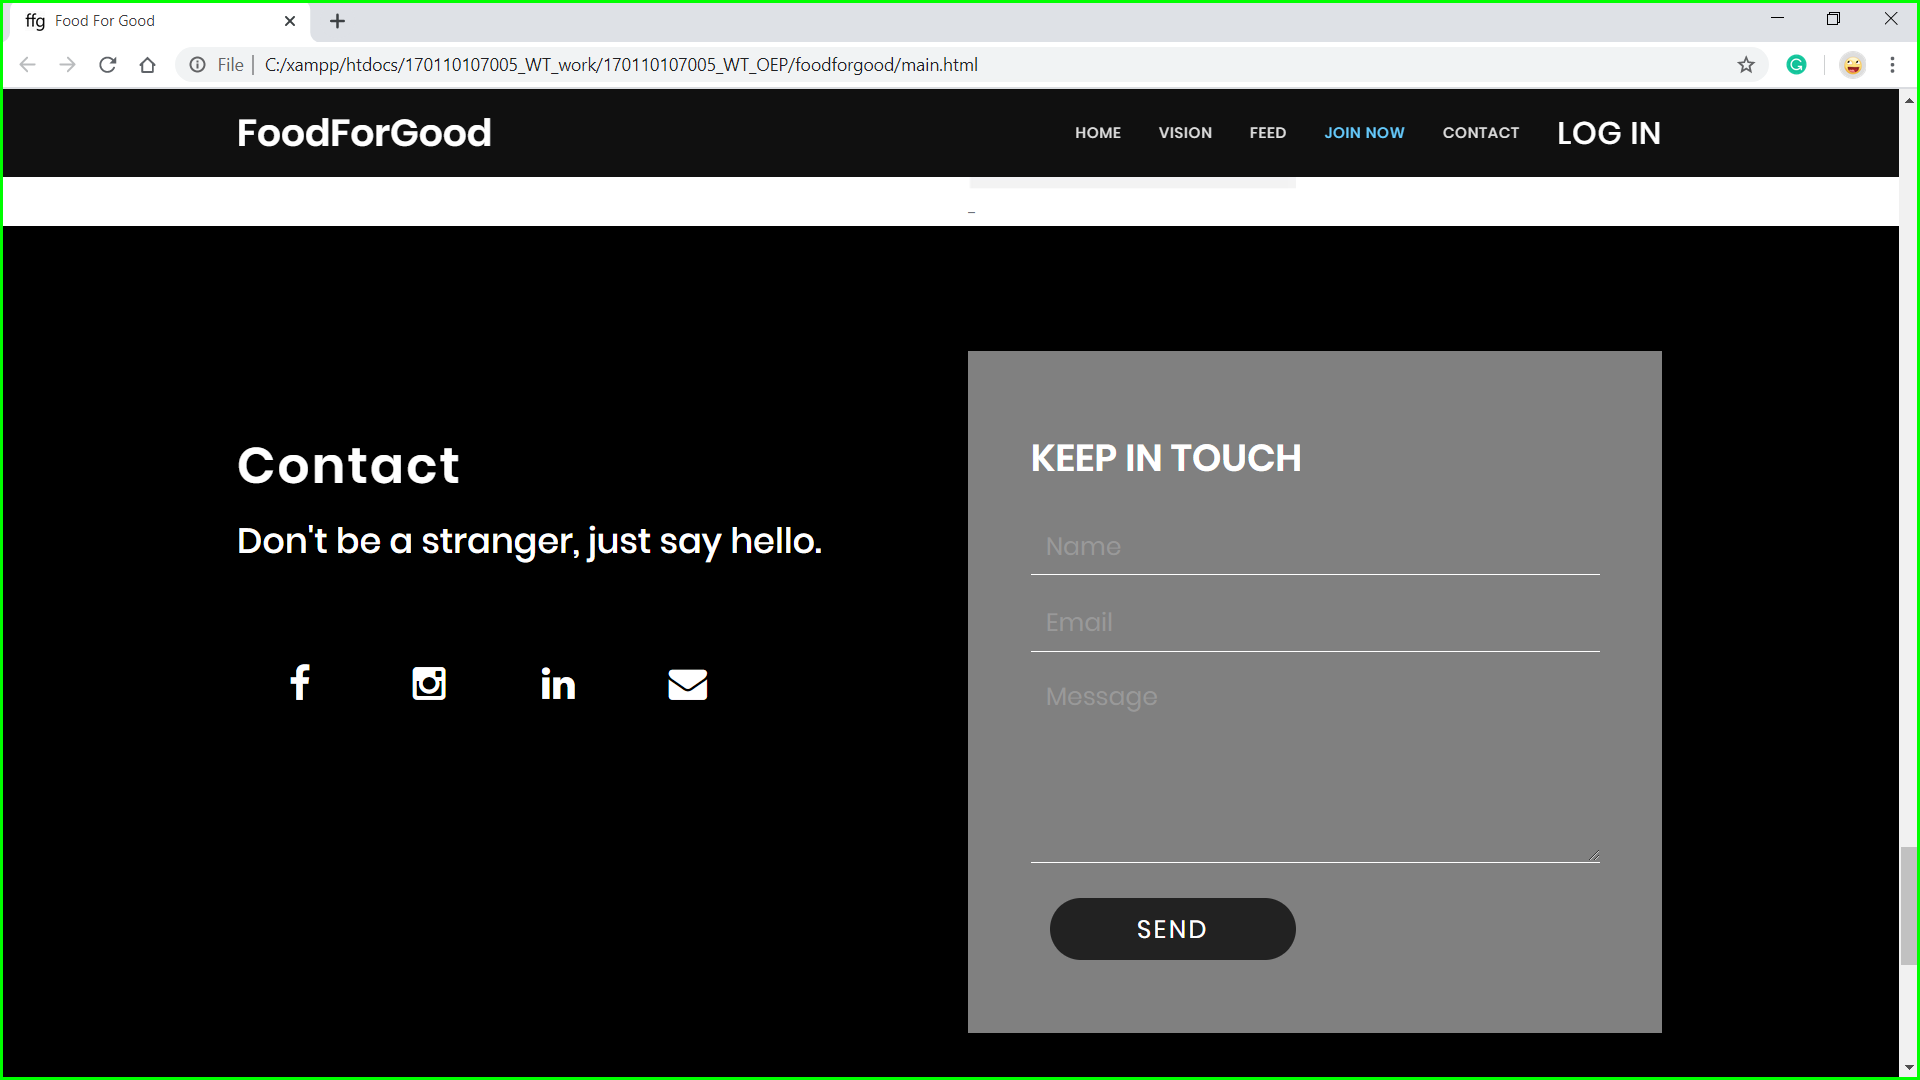 ffg Food For Good
File C:/xampp/htdocs/170110107005_WT_work/170110107005_WT_OEP/foodforgood/main.html
FoodForGood
HOME VISION FEED JOIN NOW CONTACT LOG IN
Contact
Don't be a stranger, just say hello.
KEEP IN TOUCH
Name
Email
Message
SEND